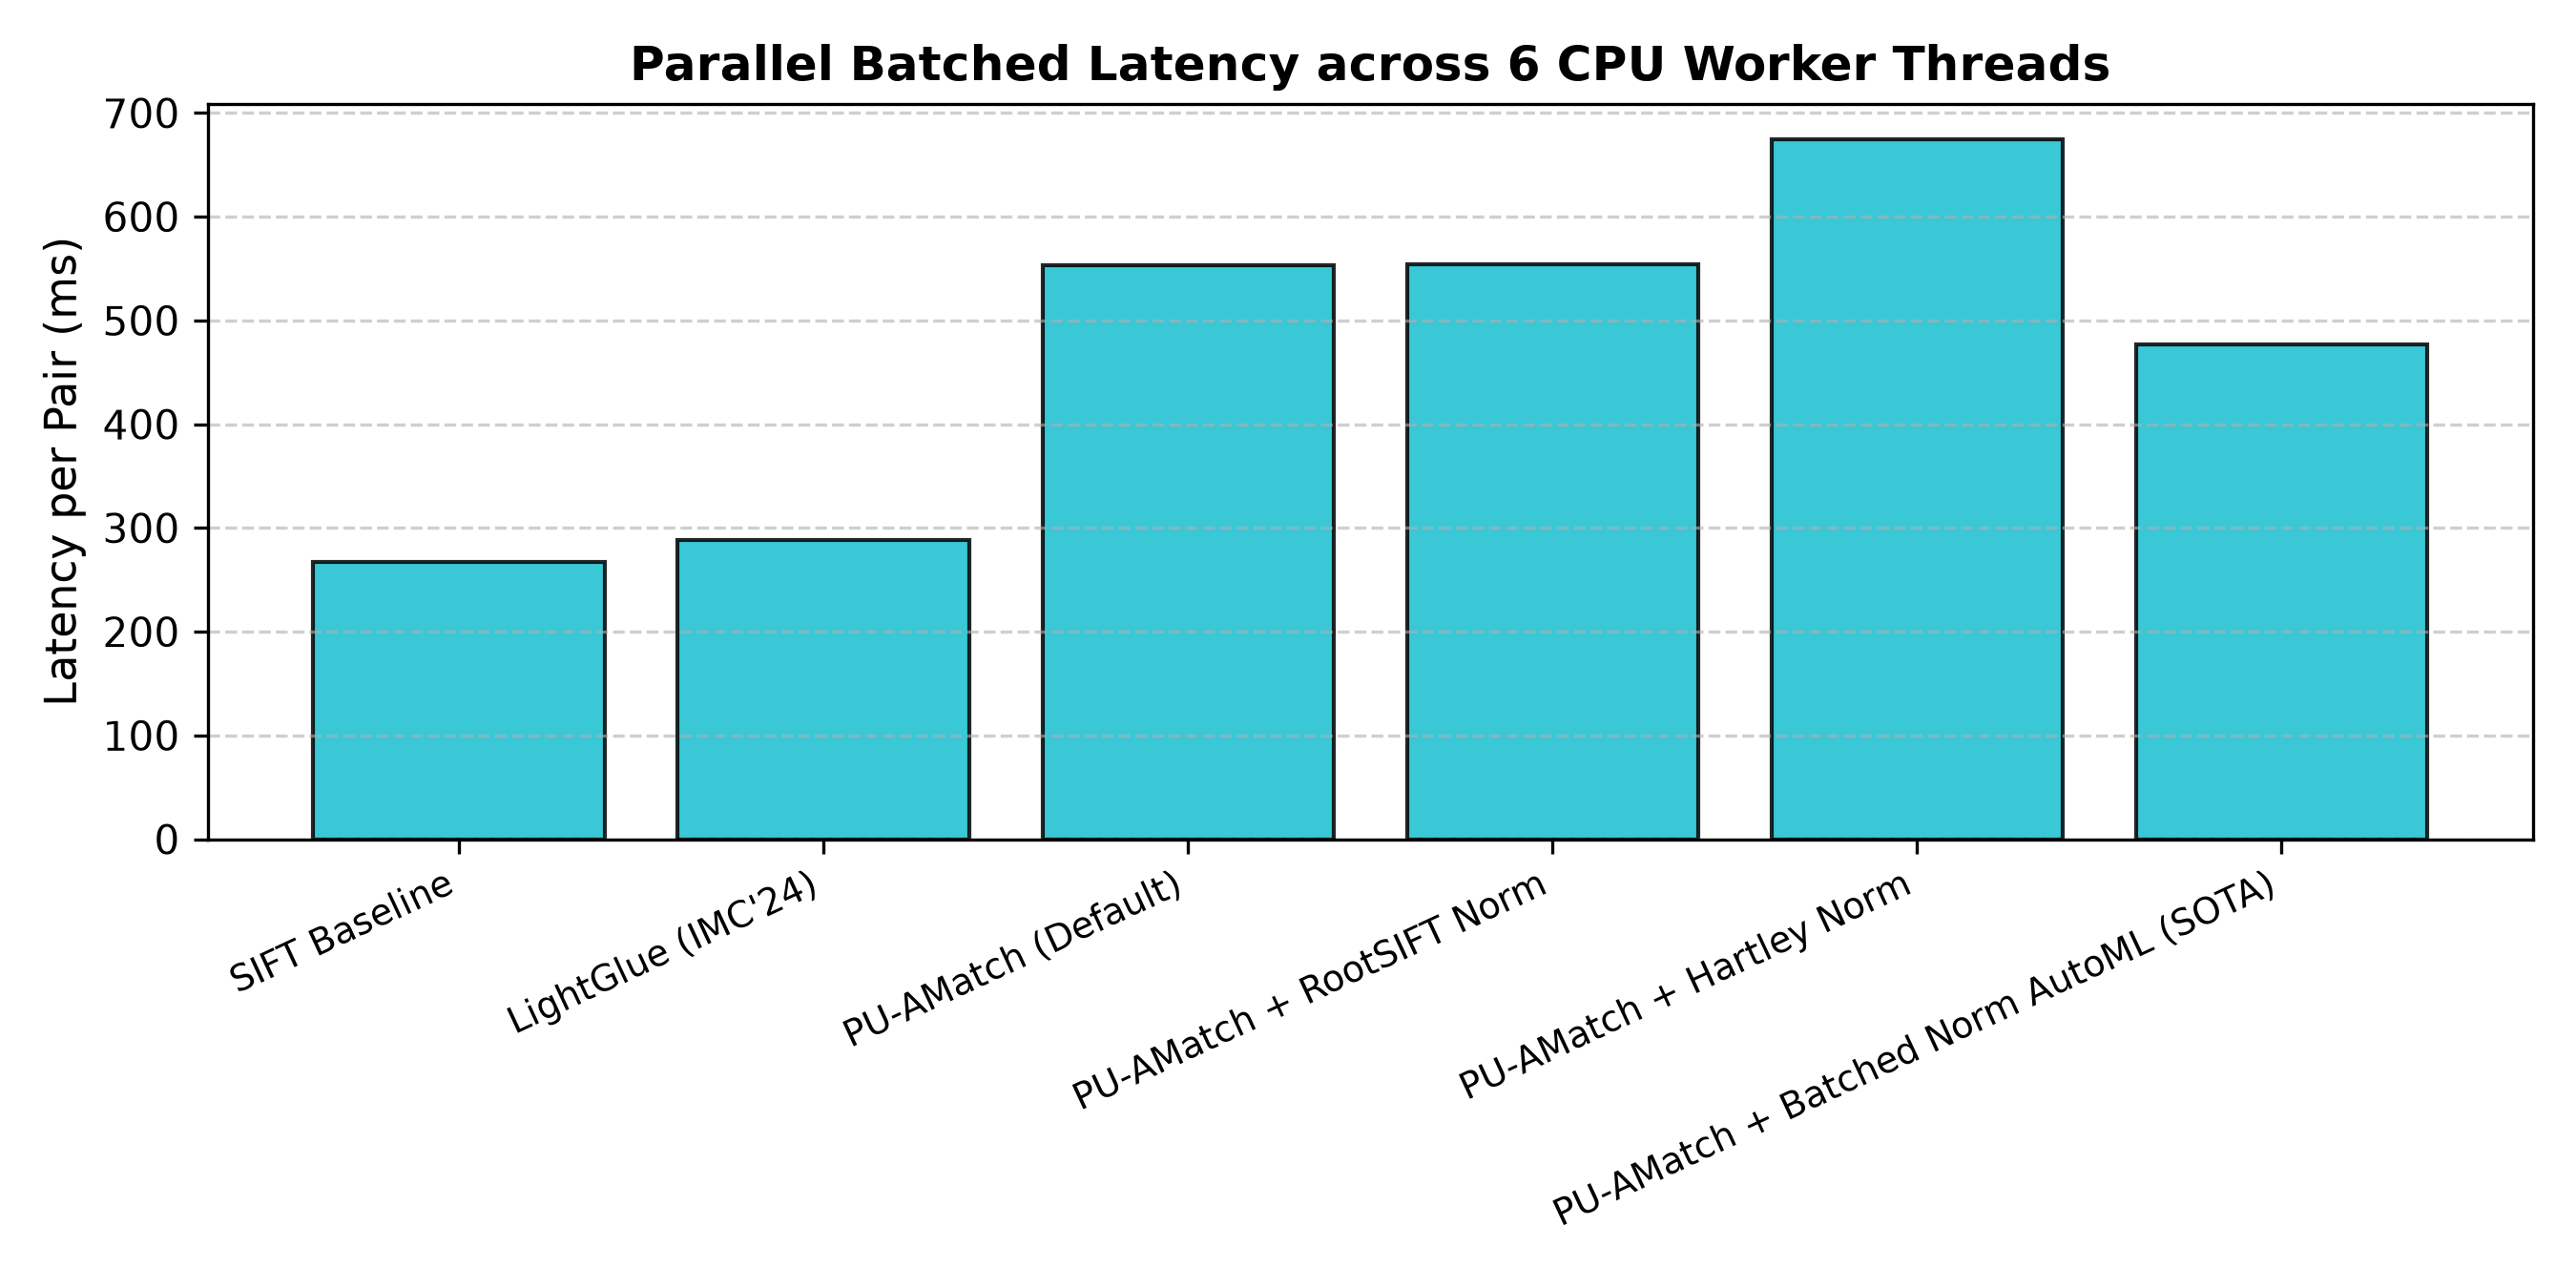 Parallel Batched Latency across 6 CPU Worker Threads
Latency per Pair (ms)
700
600
500
400
300
200
100
0
SIFT Baseline
LightGlue (IMC'24)
PU-AMatch (Default)
PU-AMatch + RootSIFT Norm
PU-AMatch + Hartley Norm
PU-AMatch + Batched Norm AutoML (SOTA)